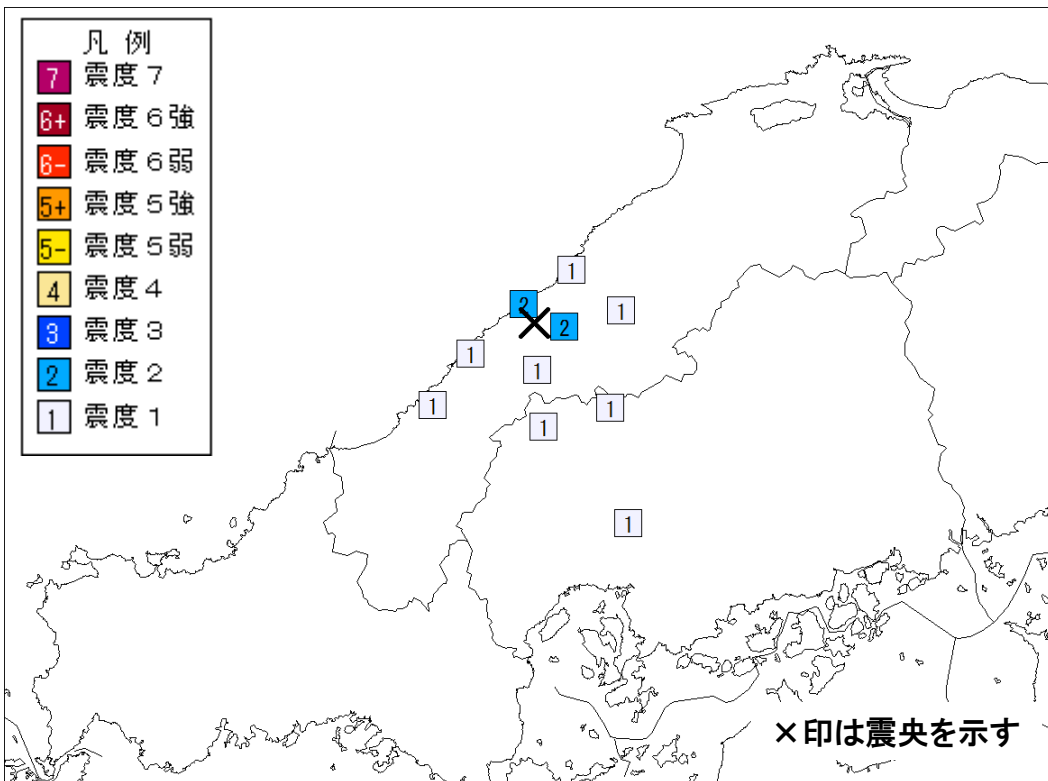 凡 例
7 震度７
6+ 震度６強
6- 震度６弱
5+ 震度５強
5- 震度５弱
4 震度４
3 震度３
2 震度２
1 震度１
1
2
1
2
1
1
1
1
1
1
×印は震央を示す